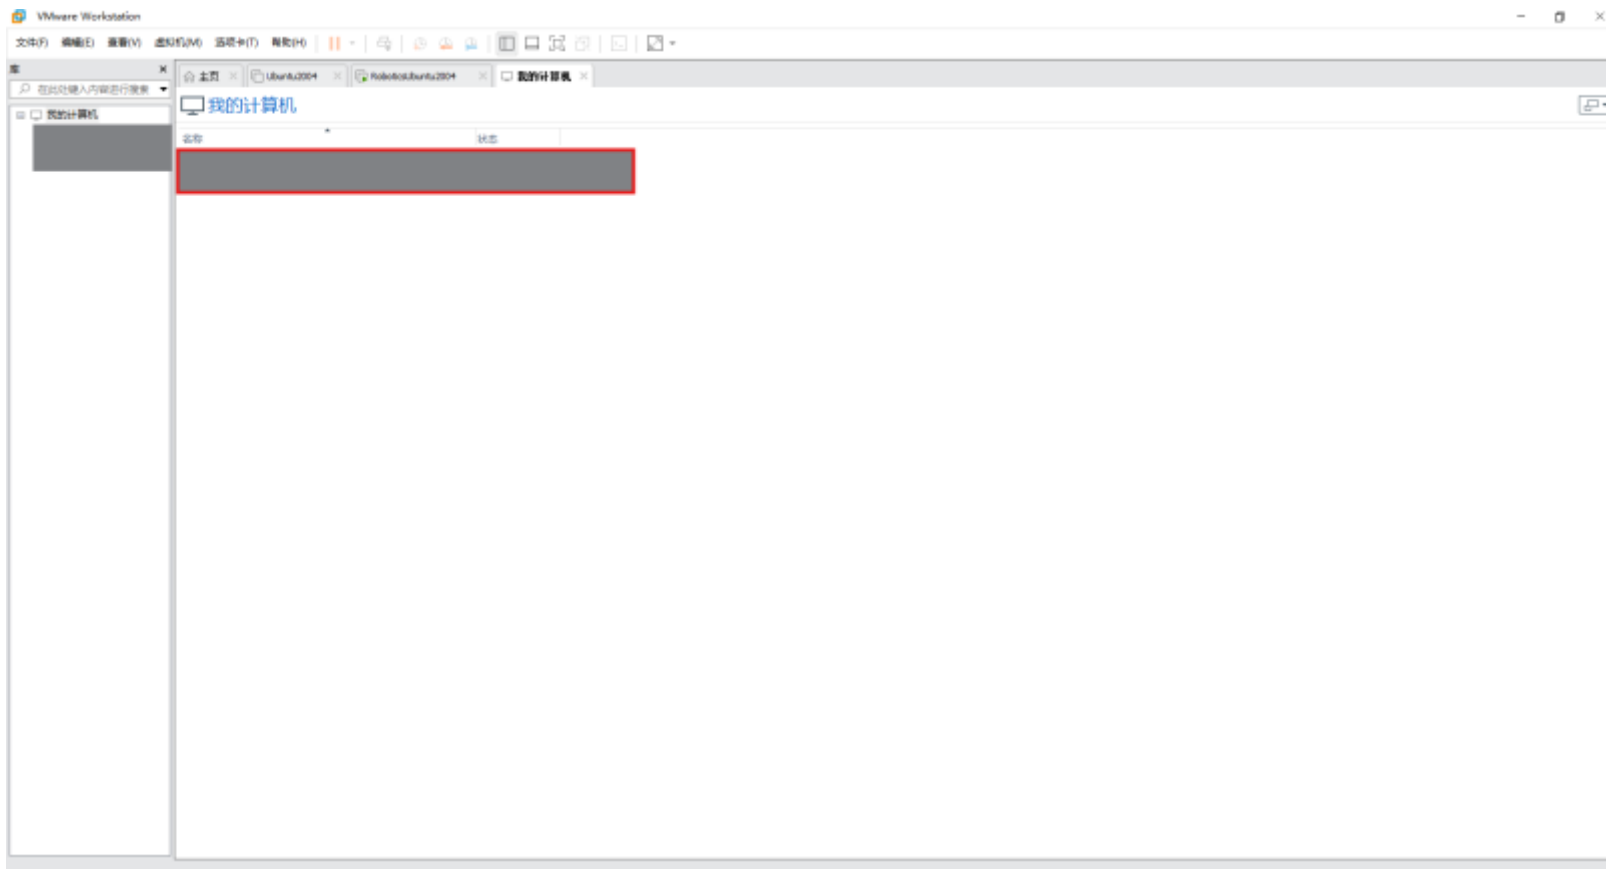 VMware Workstation
文件(F) 编辑(E) 查看(V) 虚拟机(M) 选项卡(T) 帮助(H)
库
主页 Ubuntu2004 RoboticsUbuntu2004 我的计算机
在此处键入内容进行搜索
我的计算机
我的计算机
名称 状态